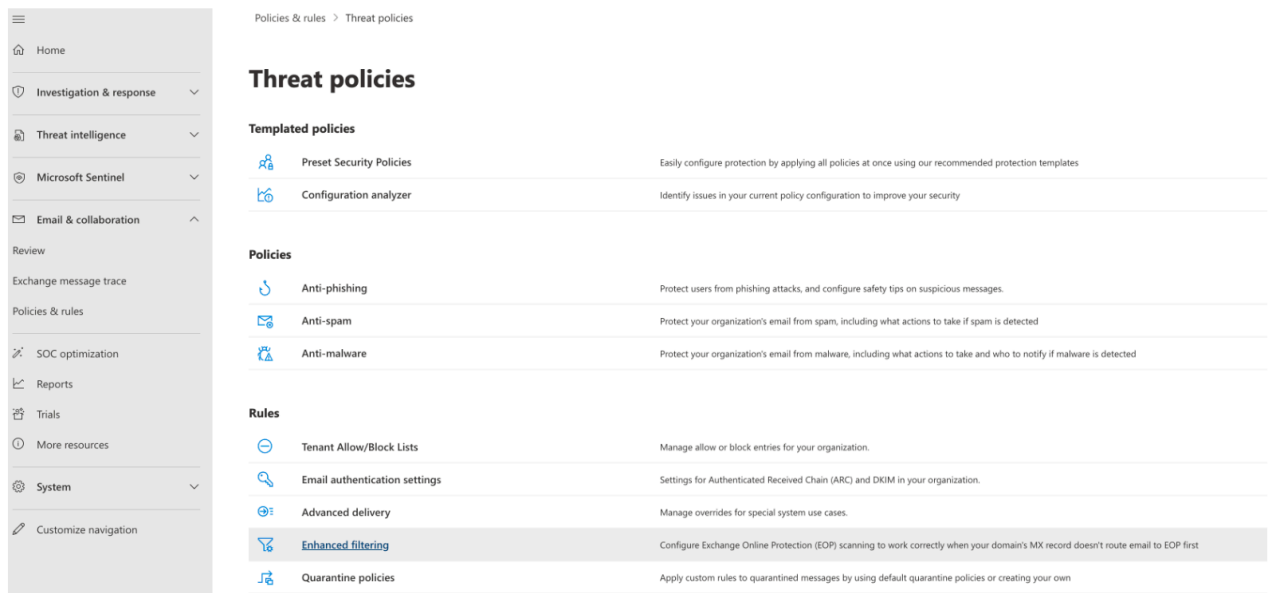 Policies & rules > Threat policies
Home
Investigation & response
Threat intelligence
Microsoft Sentinel
Email & collaboration
Review
Exchange message trace
Policies & rules
SOC optimization
Reports
Trials
More resources
System
Customize navigation
Threat policies
Templated policies
Preset Security Policies Easily configure protection by applying all policies at once using our recommended protection templates
Configuration analyzer Identify issues in your current policy configuration to improve your security
Policies
Anti-phishing Protect users from phishing attacks, and configure safety tips on suspicious messages.
Anti-spam Protect your organization's email from spam, including what actions to take if spam is detected
Anti-malware Protect your organization's email from malware, including what actions to take and who to notify if malware is detected
Rules
Tenant Allow/Block Lists Manage allow or block entries for your organization.
Email authentication settings Settings for Authenticated Received Chain (ARC) and DKIM in your organization.
Advanced delivery Manage overrides for special system use cases.
Enhanced filtering Configure Exchange Online Protection (EOP) scanning to work correctly when your domain's MX record doesn't route email to EOP first
Quarantine policies Apply custom rules to quarantined messages by using default quarantine policies or creating your own